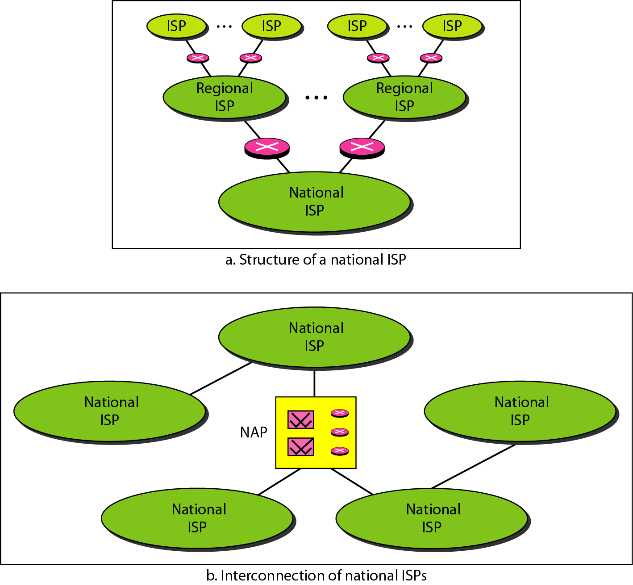 ISP ... ISP ISP ... ISP
Regional
ISP
...
Regional
ISP
National
ISP
a. Structure of a national ISP
National
ISP
National
ISP
National
ISP
NAP
National
ISP
National
ISP
b. Interconnection of national ISPs